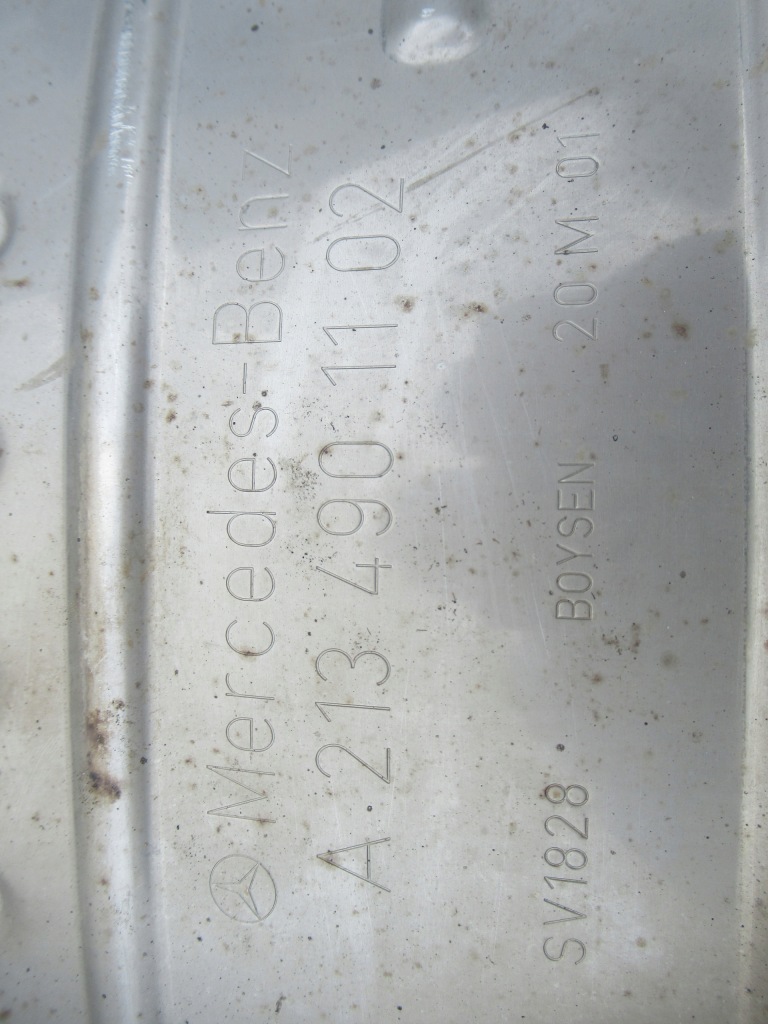 Mercedes-Benz
A 213 490 11 02
SV1828 BOYSEN 20 M 01